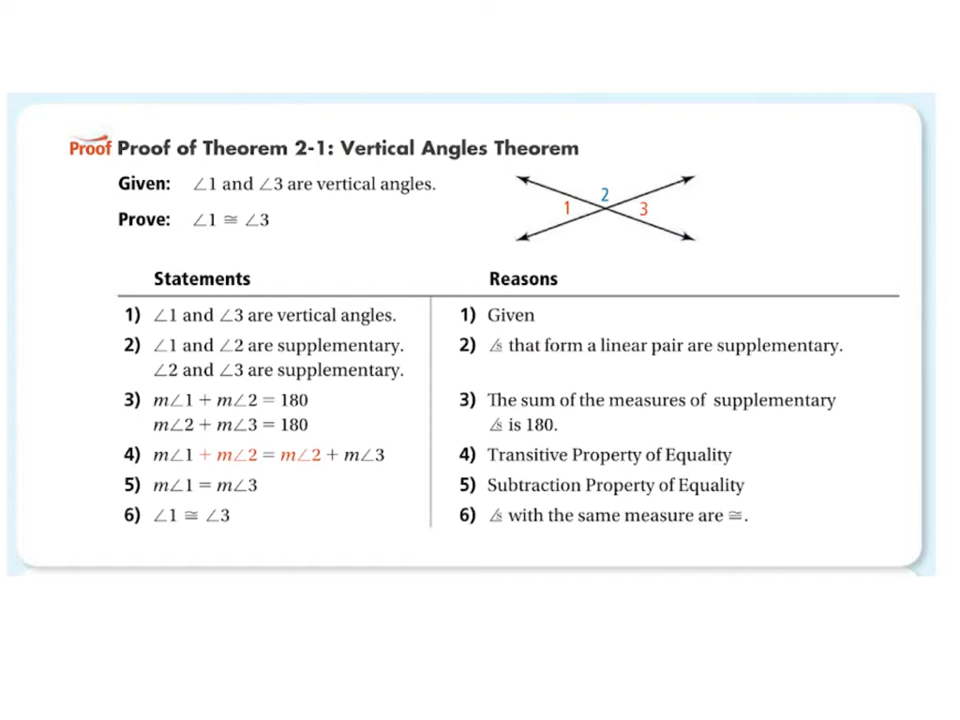 Proof Proof of Theorem 2-1: Vertical Angles Theorem
Given: ∠1 and ∠3 are vertical angles.
Prove: ∠1 ≅ ∠3
1 2 3
Statements Reasons
1) ∠1 and ∠3 are vertical angles. 1) Given
2) ∠1 and ∠2 are supplementary. 2) ∠s that form a linear pair are supplementary.
∠2 and ∠3 are supplementary.
3) m∠1 + m∠2 = 180 3) The sum of the measures of supplementary
m∠2 + m∠3 = 180 ∠s is 180.
4) m∠1 + m∠2 = m∠2 + m∠3 4) Transitive Property of Equality
5) m∠1 = m∠3 5) Subtraction Property of Equality
6) ∠1 ≅ ∠3 6) ∠s with the same measure are ≅.